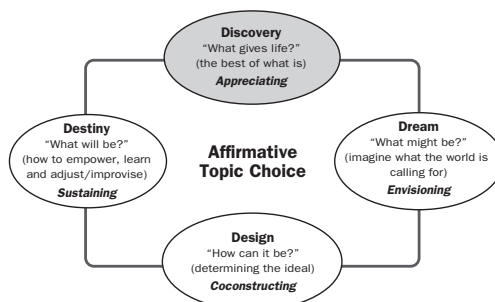 Discovery
“What gives life?”
(the best of what is)
Appreciating
Destiny
“What will be?”
(how to empower, learn
and adjust/improvise)
Sustaining
Affirmative
Topic Choice
Dream
“What might be?”
(imagine what the world is
calling for)
Envisioning
Design
“How can it be?”
(determining the ideal)
Coconstructing